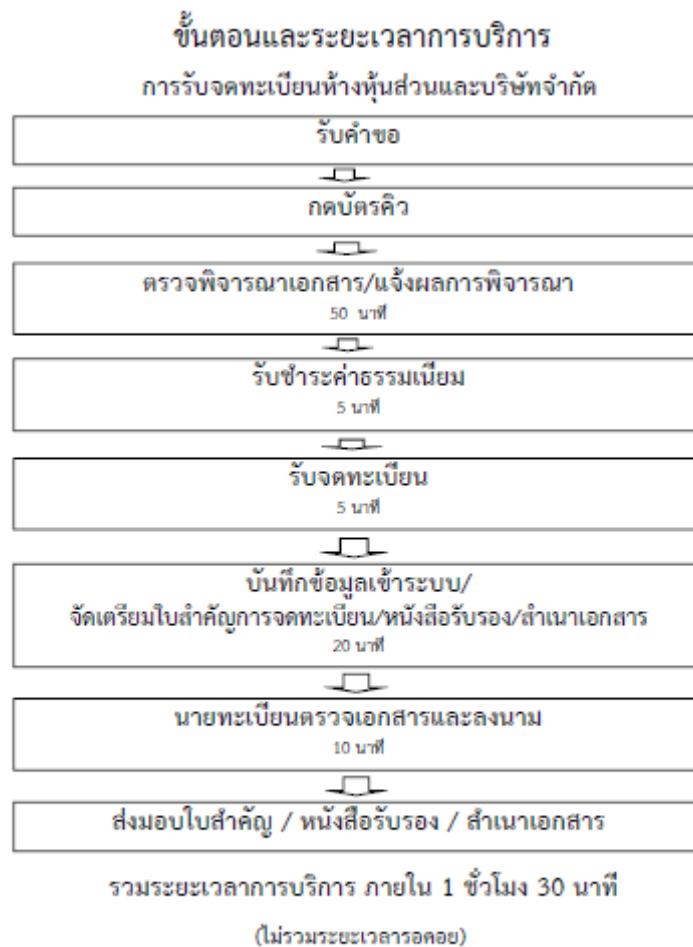 ขั้นตอนและระยะเวลาการบริการ
การรับจดทะเบียนห้างหุ้นส่วนและบริษัทจำกัด
รับคำขอ
กดบัตรคิว
ตรวจพิจารณาเอกสาร/แจ้งผลการพิจารณา
50 นาที
รับชำระค่าธรรมเนียม
5 นาที
รับจดทะเบียน
5 นาที
บันทึกข้อมูลเข้าระบบ/
จัดเตรียมใบสำคัญการจดทะเบียน/หนังสือรับรอง/สำเนาเอกสาร
20 นาที
นายทะเบียนตรวจเอกสารและลงนาม
10 นาที
ส่งมอบใบสำคัญ / หนังสือรับรอง / สำเนาเอกสาร
รวมระยะเวลาการบริการ ภายใน 1 ชั่วโมง 30 นาที
(ไม่รวมระยะเวลารอคอย)